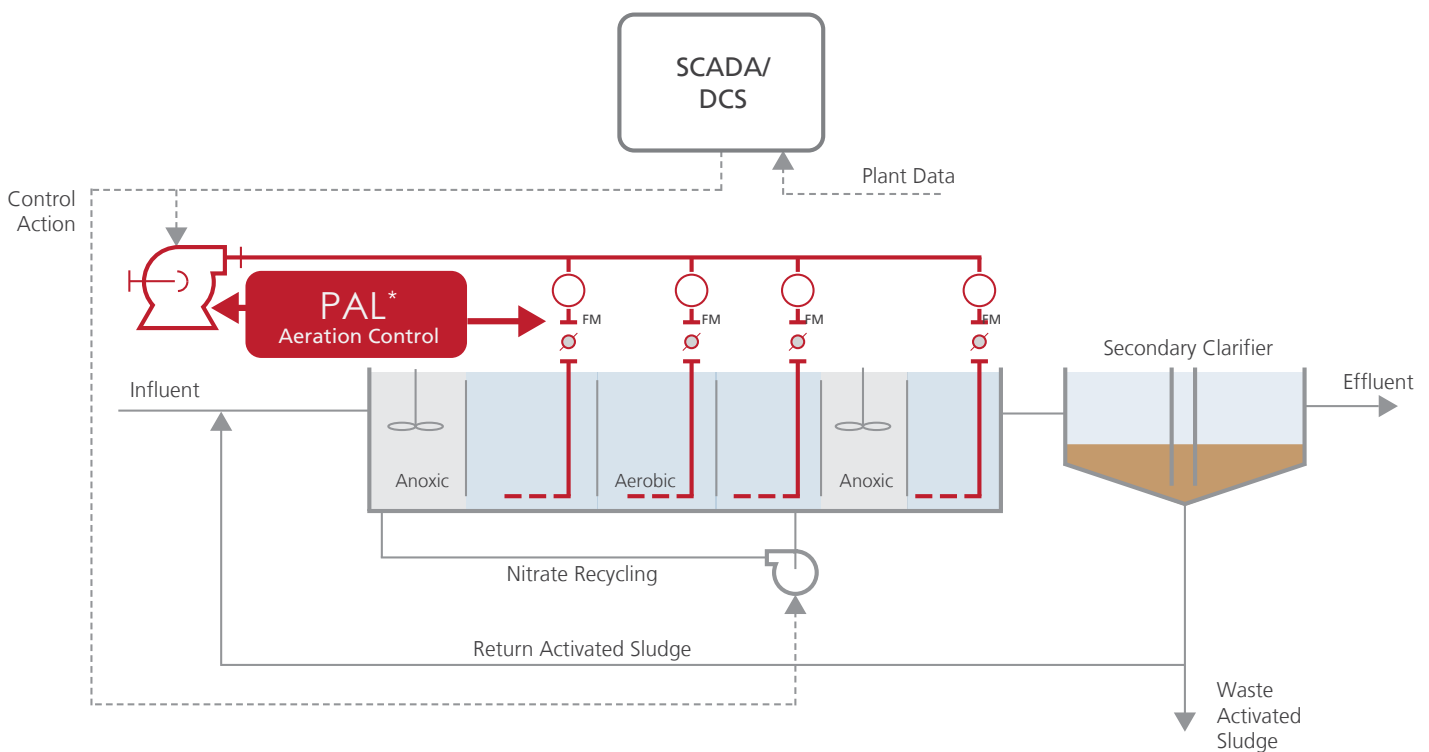 SCADA/
DCS
Plant Data
Control
Action
PAL*
Aeration Control
FM
FM
FM
FM
Secondary Clarifier
Influent
Effluent
Anoxic
Aerobic
Anoxic
Nitrate Recycling
Return Activated Sludge
Waste
Activated
Sludge